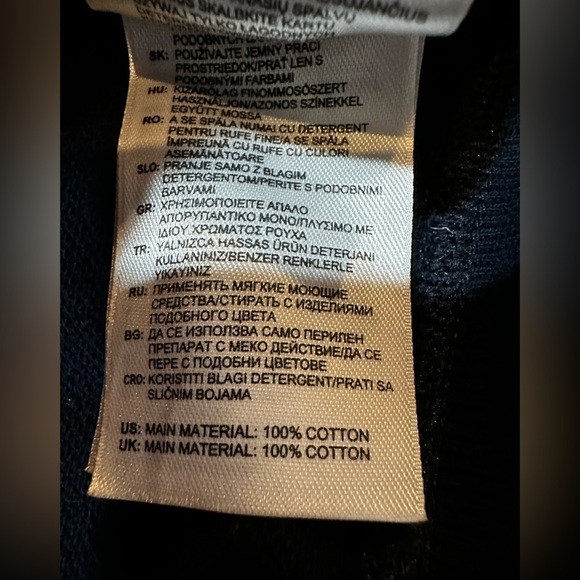 SPALVŲ
SKALBKITE
TYLKO
PODOBNYCH
SK: POUŽÍVAJTE JEMNÝ PRACÍ
PROSTRIEDOK/PRAŤ LEN S
PODOBNÝMI FARBAMI
HU: KIZÁRÓLAG FINOMMOSÓSZERT
HASZNÁLJON/AZONOS SZÍNEKKEL
EGYÜTT MOSSA
RO: A SE SPĂLA NUMAI CU DETERGENT
PENTRU RUFE FINE/A SE SPĂLA
ÎMPREUNĂ CU RUFE CU CULORI
ASEMĂNĂTOARE
SLO: PRANJE SAMO Z BLAGIM
DETERGENTOM/PERITE S PODOBNIMI
BARVAMI
GR: ΧΡΗΣΙΜΟΠΟΙΕΙΤΕ ΑΠΑΛΟ
ΑΠΟΡΥΠΑΝΤΙΚΟ ΜΟΝΟ/ΠΛΥΣΙΜΟ ΜΕ
ΙΔΙΟΥ ΧΡΩΜΑΤΟΣ ΡΟΥΧΑ
TR: YALNIZCA HASSAS ÜRÜN DETERJANI
KULLANINIZ/BENZER RENKLERLE
YIKAYINIZ
RU: ПРИМЕНЯТЬ МЯГКИЕ МОЮЩИЕ
СРЕДСТВА/СТИРАТЬ С ИЗДЕЛИЯМИ
ПОДОБНОГО ЦВЕТА
BG: ДА СЕ ИЗПОЛЗВА САМО ПЕРИЛЕН
ПРЕПАРАТ С МЕКО ДЕЙСТВИЕ/ДА СЕ
ПЕРЕ С ПОДОБНИ ЦВЕТОВЕ
CRO: KORISTITI BLAGI DETERGENT/PRATI SA
SLIČNIM BOJAMA
US: MAIN MATERIAL: 100% COTTON
UK: MAIN MATERIAL: 100% COTTON